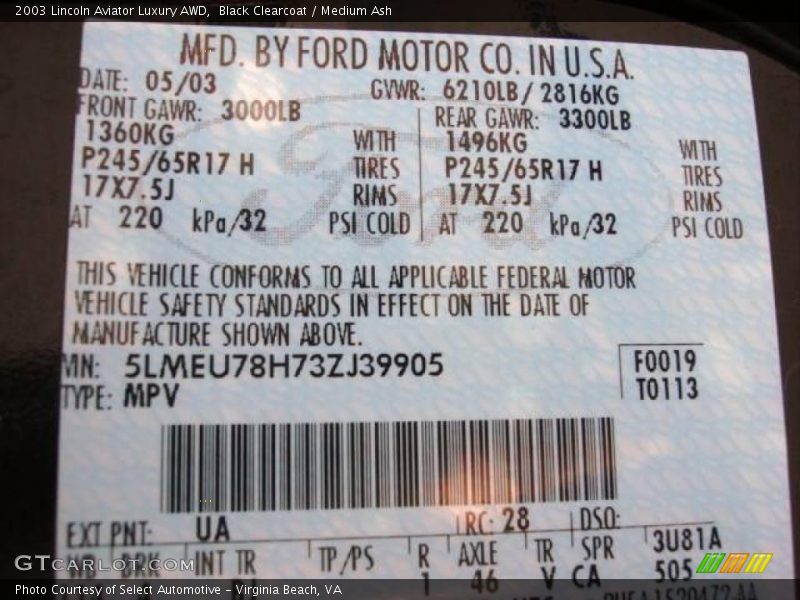 2003 Lincoln Aviator Luxury AWD,  Black Clearcoat / Medium Ash
MFD. BY FORD MOTOR CO. IN U.S.A.
DATE: 05/03 GVWR: 6210LB/ 2816KG
FRONT GAWR: 3000LB REAR GAWR: 3300LB
1360KG WITH 1496KG WITH
P245/65R17 H TIRES P245/65R17 H TIRES
17X7.5J RIMS 17X7.5J RIMS
AT 220 kPa/32 PSI COLD AT 220 kPa/32 PSI COLD
THIS VEHICLE CONFORMS TO ALL APPLICABLE FEDERAL MOTOR
VEHICLE SAFETY STANDARDS IN EFFECT ON THE DATE OF
MANUFACTURE SHOWN ABOVE.
VIN: 5LMEU78H73ZJ39905 F0019
TYPE: MPV T0113
EXT PNT: UA RC: 28 DSO:
WB BRK INT TR TP/PS R AXLE TR SPR 3U81A
1 46 V CA 505
GTCARLOT.COM
Photo Courtesy of Select Automotive – Virginia Beach, VA